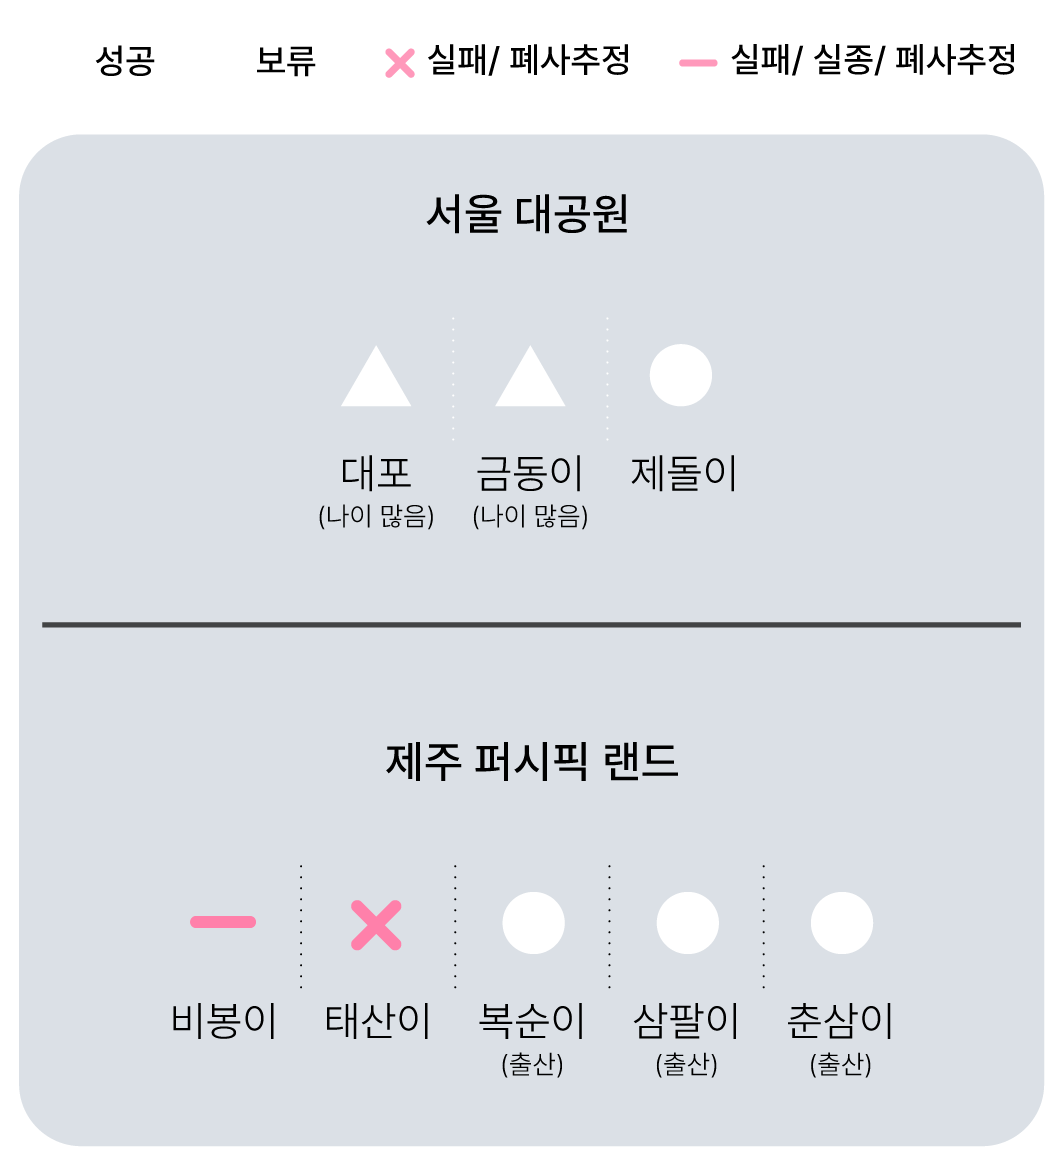 성공 보류 실패/ 폐사추정 실패/ 실종/ 폐사추정
서울 대공원
대포 금동이 제돌이
(나이 많음) (나이 많음)
제주 퍼시픽 랜드
비봉이 태산이 복순이 삼팔이 춘삼이
(출산) (출산) (출산)